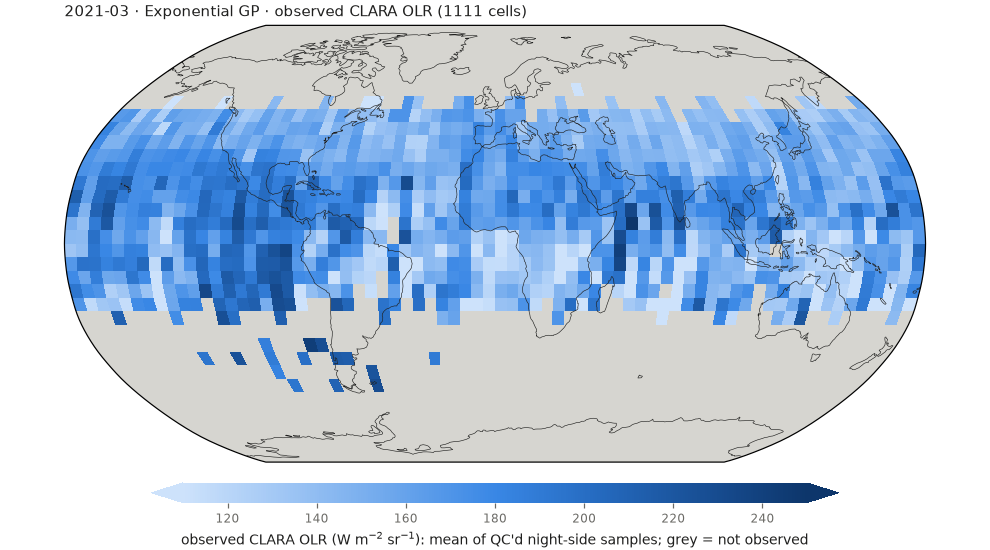 2021-03 · Exponential GP · observed CLARA OLR (1111 cells)
120 140 160 180 200 220 240
observed CLARA OLR (W m⁻² sr⁻¹): mean of QC'd night-side samples; grey = not observed